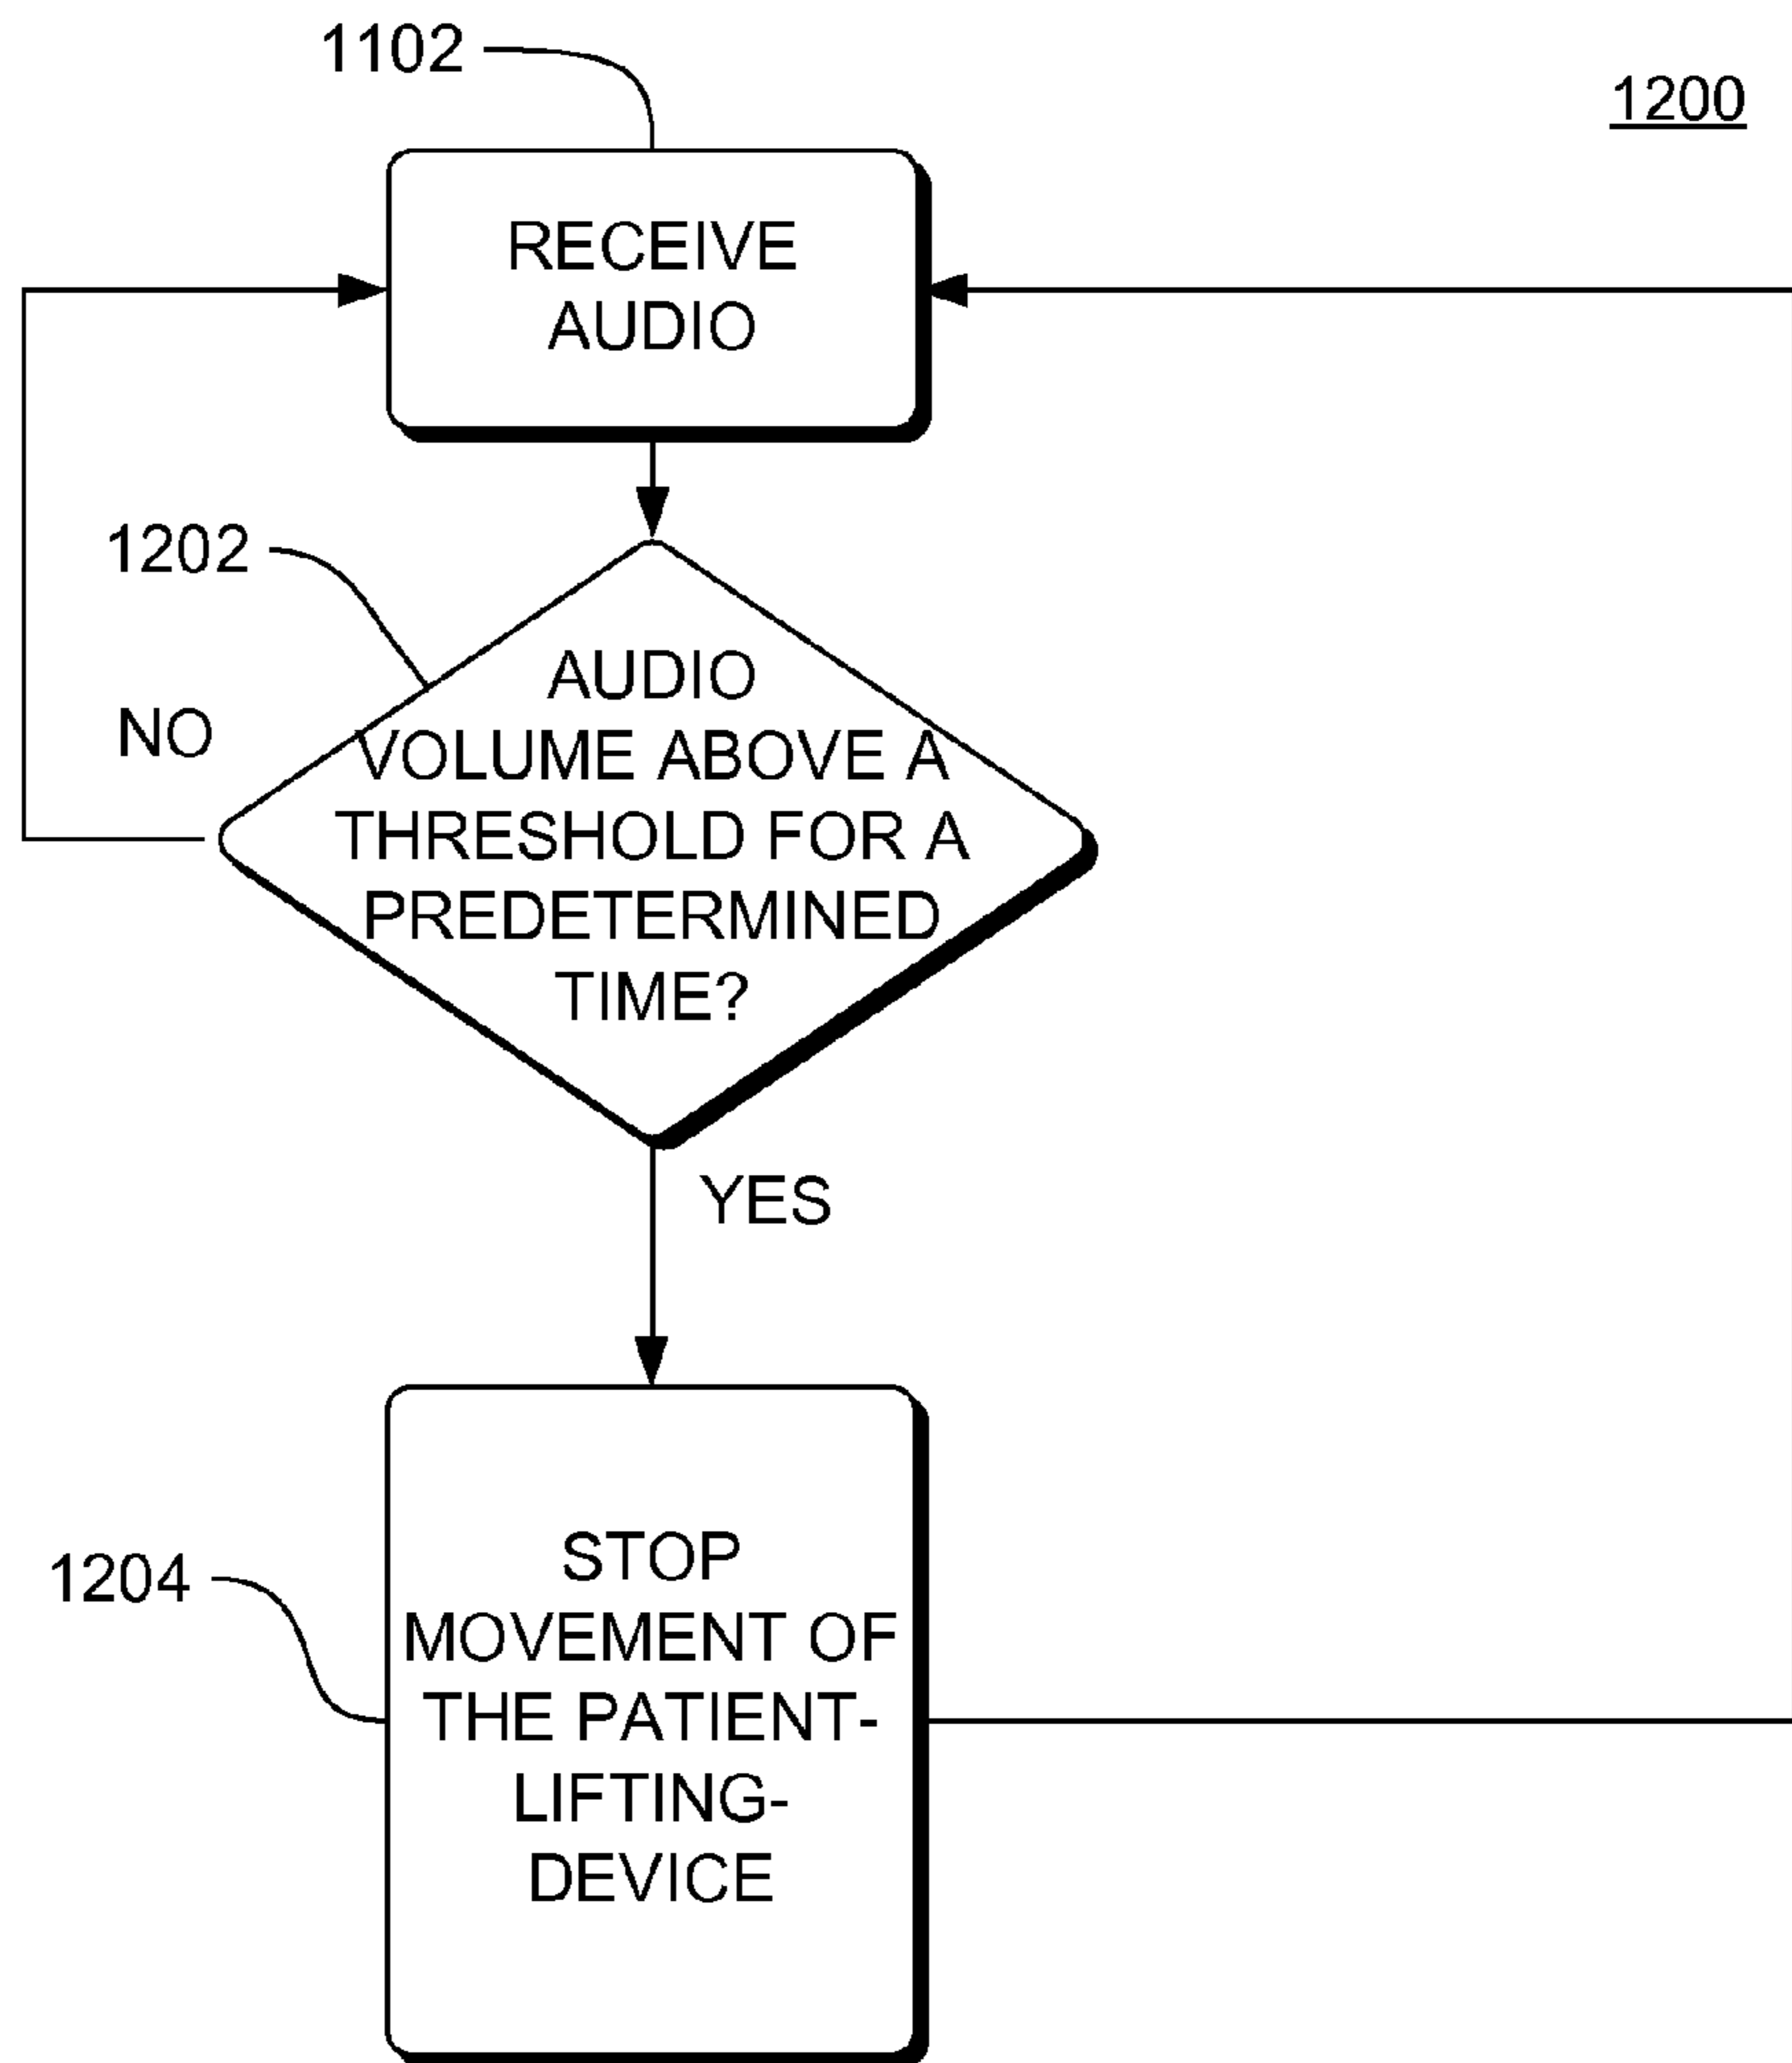 1102
1200
RECEIVE
AUDIO
1202
NO
AUDIO
VOLUME ABOVE A
THRESHOLD FOR A
PREDETERMINED
TIME?
YES
1204
STOP
MOVEMENT OF
THE PATIENT-
LIFTING-
DEVICE